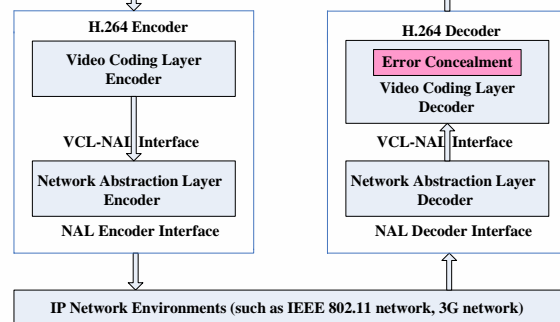 H.264 Encoder
Video Coding Layer
Encoder
VCL-NAL Interface
Network Abstraction Layer
Encoder
NAL Encoder Interface
H.264 Decoder
Error Concealment
Video Coding Layer
Decoder
VCL-NAL Interface
Network Abstraction Layer
Decoder
NAL Decoder Interface
IP Network Environments (such as IEEE 802.11 network, 3G network)